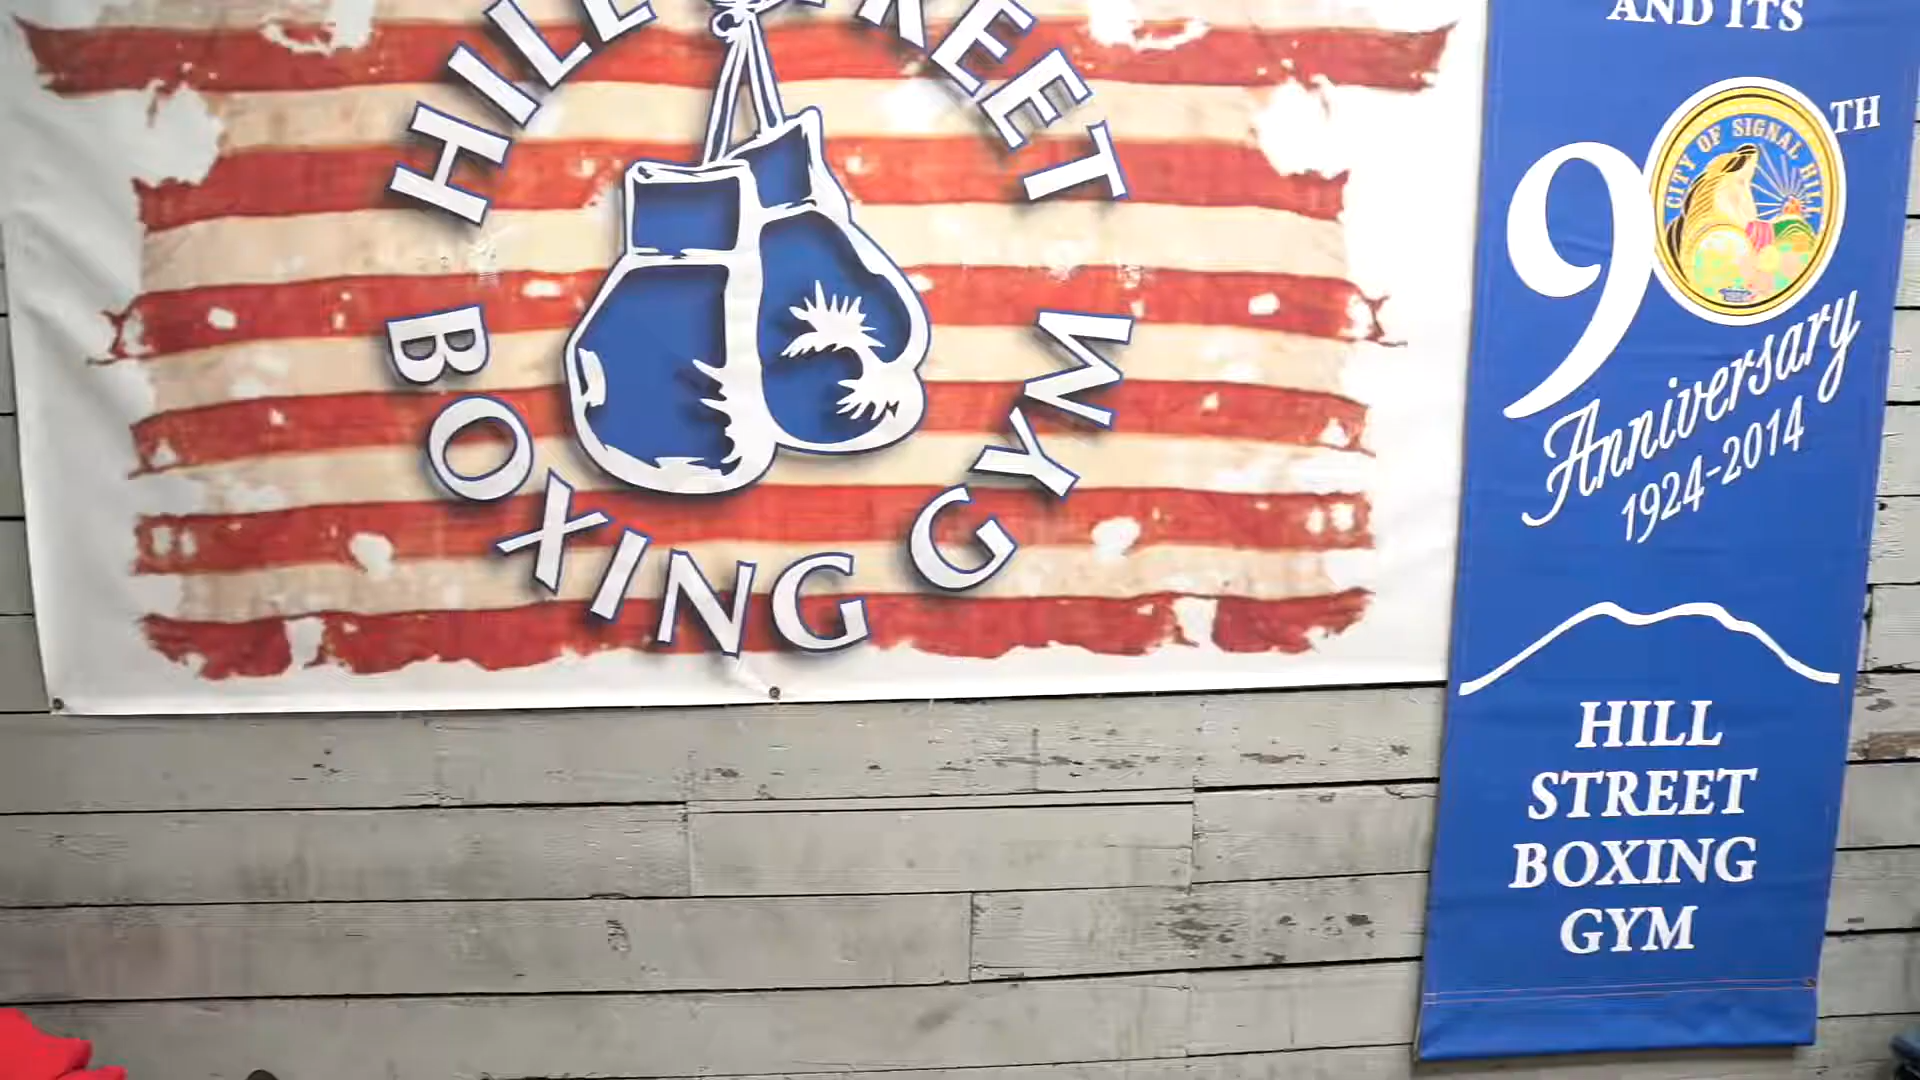 HILL STREET
BOXING GYM
AND ITS
90TH
CITY OF SIGNAL HILL
Anniversary
1924-2014
HILL
STREET
BOXING
GYM